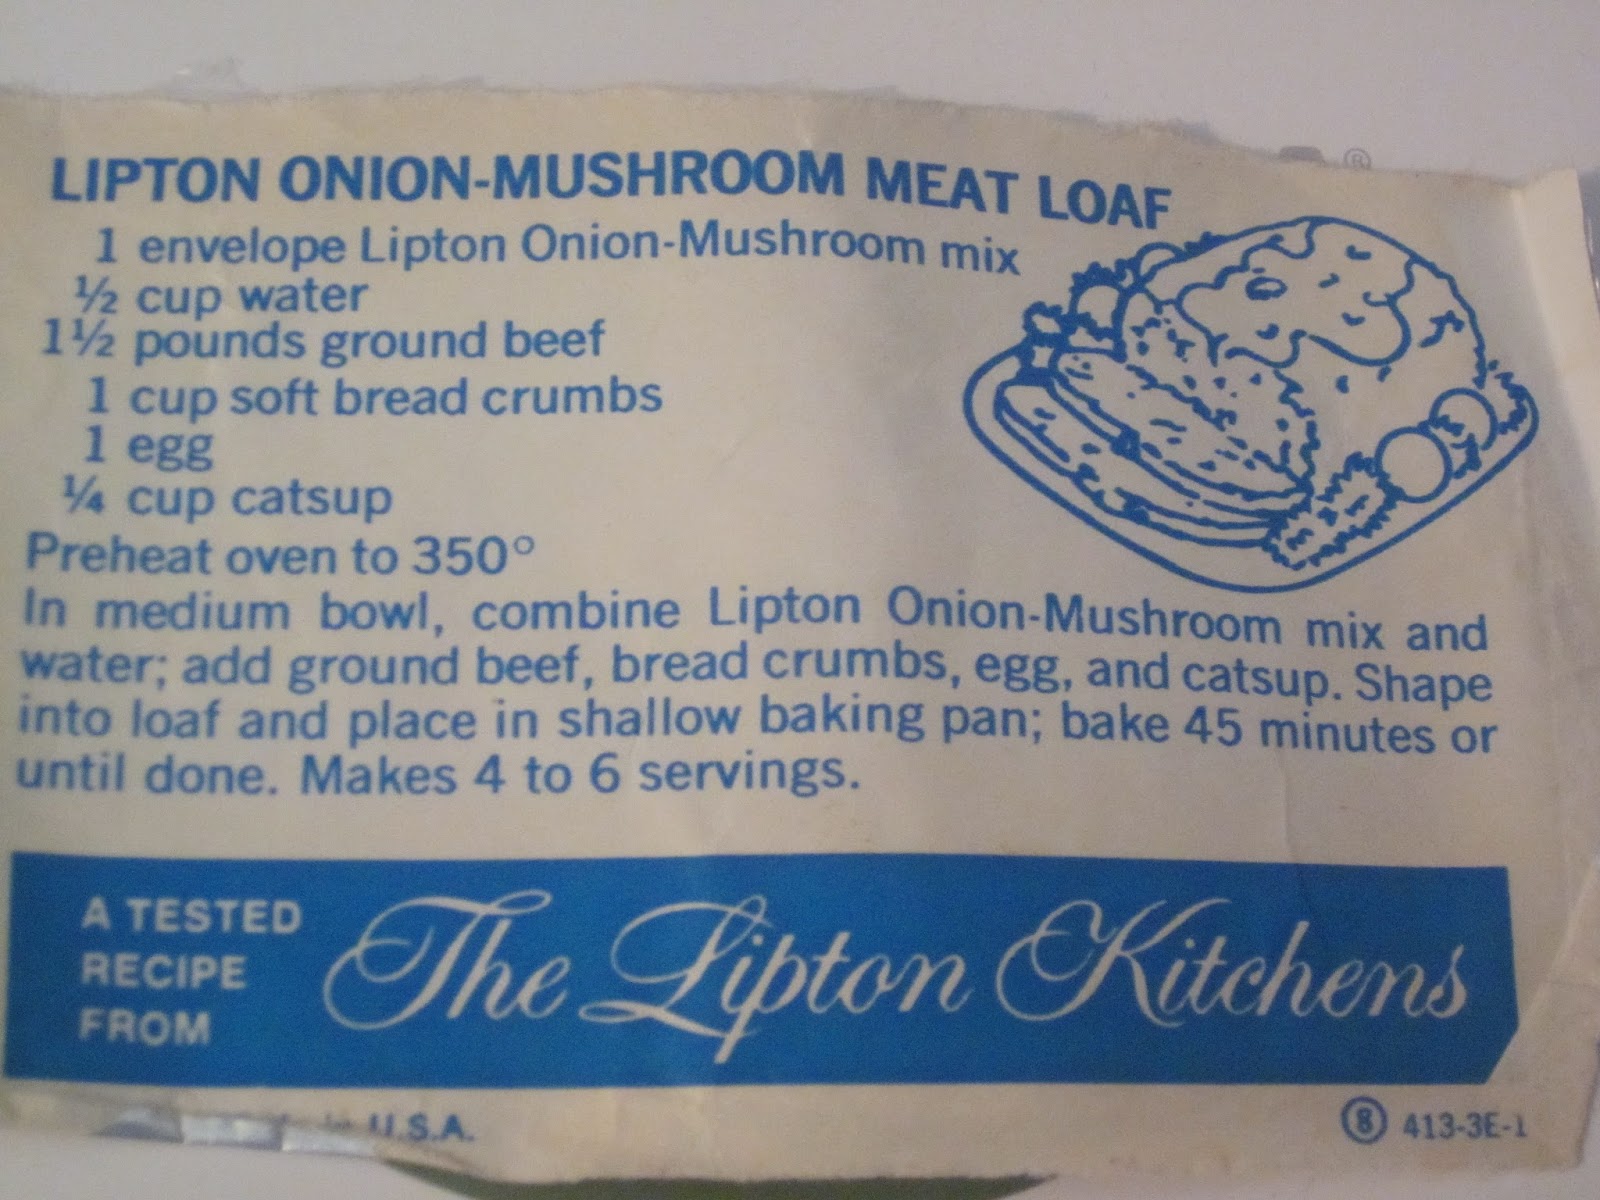 ®
LIPTON ONION-MUSHROOM MEAT LOAF
1 envelope Lipton Onion-Mushroom mix
½ cup water
1½ pounds ground beef
1 cup soft bread crumbs
1 egg
¼ cup catsup
Preheat oven to 350°
In medium bowl, combine Lipton Onion-Mushroom mix and
water; add ground beef, bread crumbs, egg, and catsup. Shape
into loaf and place in shallow baking pan; bake 45 minutes or
until done. Makes 4 to 6 servings.
A TESTED
RECIPE
FROM
The Lipton Kitchens
U.S.A.
8 413-3E-1